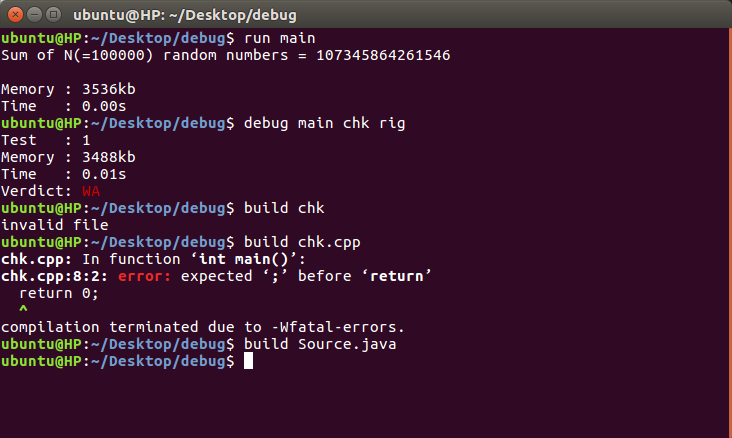 ubuntu@HP: ~/Desktop/debug
ubuntu@HP:~/Desktop/debug$ run main
Sum of N(=100000) random numbers = 107345864261546
Memory : 3536kb
Time   : 0.00s
ubuntu@HP:~/Desktop/debug$ debug main chk rig
Test   : 1
Memory : 3488kb
Time   : 0.01s
Verdict: WA
ubuntu@HP:~/Desktop/debug$ build chk
invalid file
ubuntu@HP:~/Desktop/debug$ build chk.cpp
chk.cpp: In function ‘int main()’:
chk.cpp:8:2: error: expected ‘;’ before ‘return’
  return 0;
  ^
compilation terminated due to -Wfatal-errors.
ubuntu@HP:~/Desktop/debug$ build Source.java
ubuntu@HP:~/Desktop/debug$